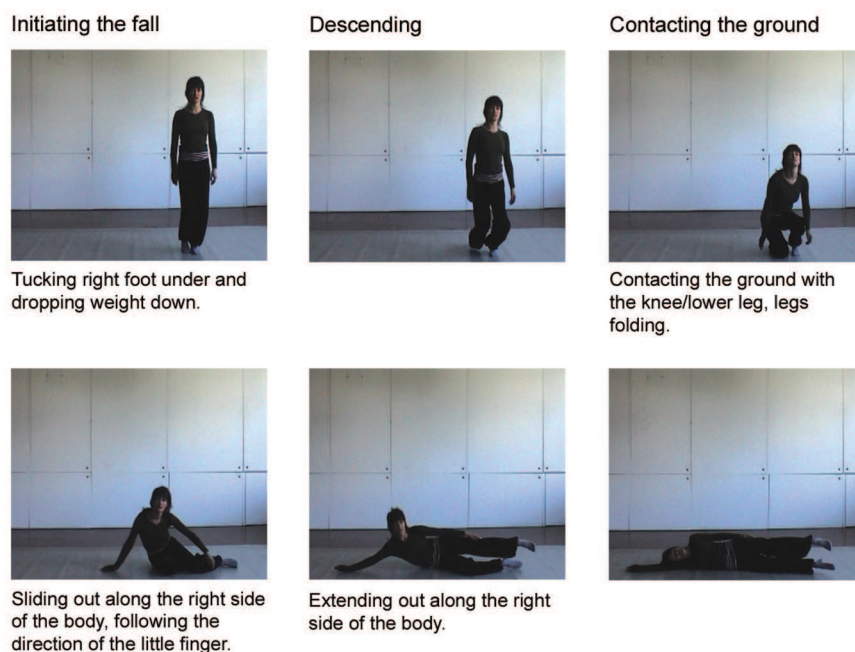 Initiating the fall
Descending
Contacting the ground
Tucking right foot under and
dropping weight down.
Contacting the ground with
the knee/lower leg, legs
folding.
Sliding out along the right side
of the body, following the
direction of the little finger.
Extending out along the right
side of the body.